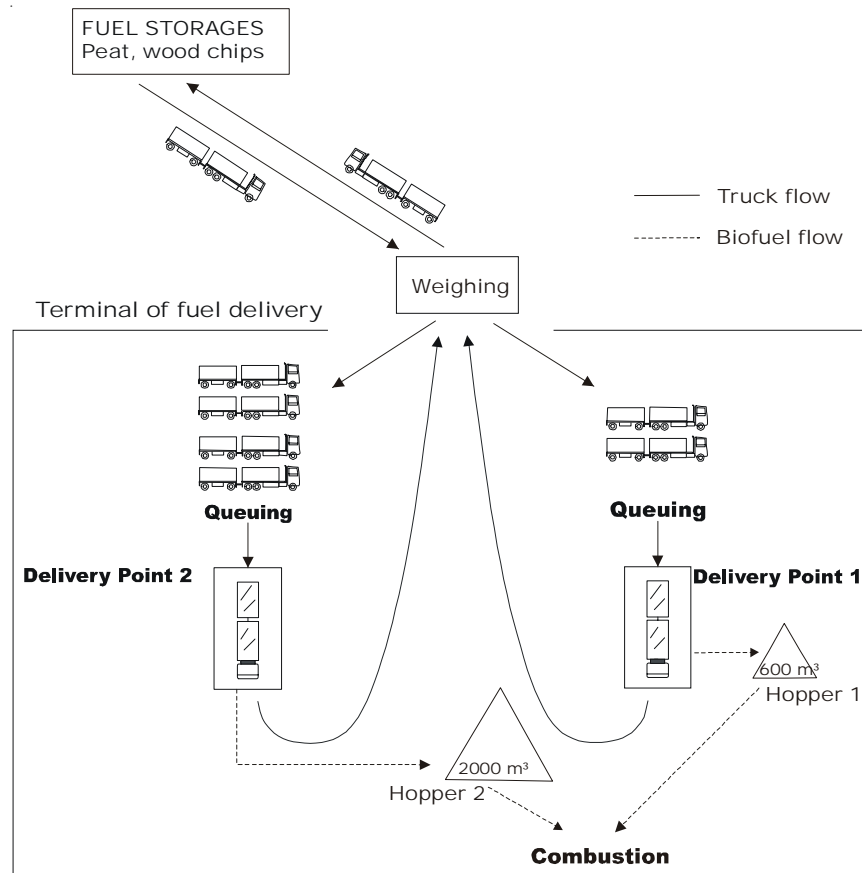 FUEL STORAGES
Peat, wood chips
Truck flow
Biofuel flow
Weighing
Terminal of fuel delivery
Queuing
Queuing
Delivery Point 2
Delivery Point 1
600 m³
Hopper 1
2000 m³
Hopper 2
Combustion